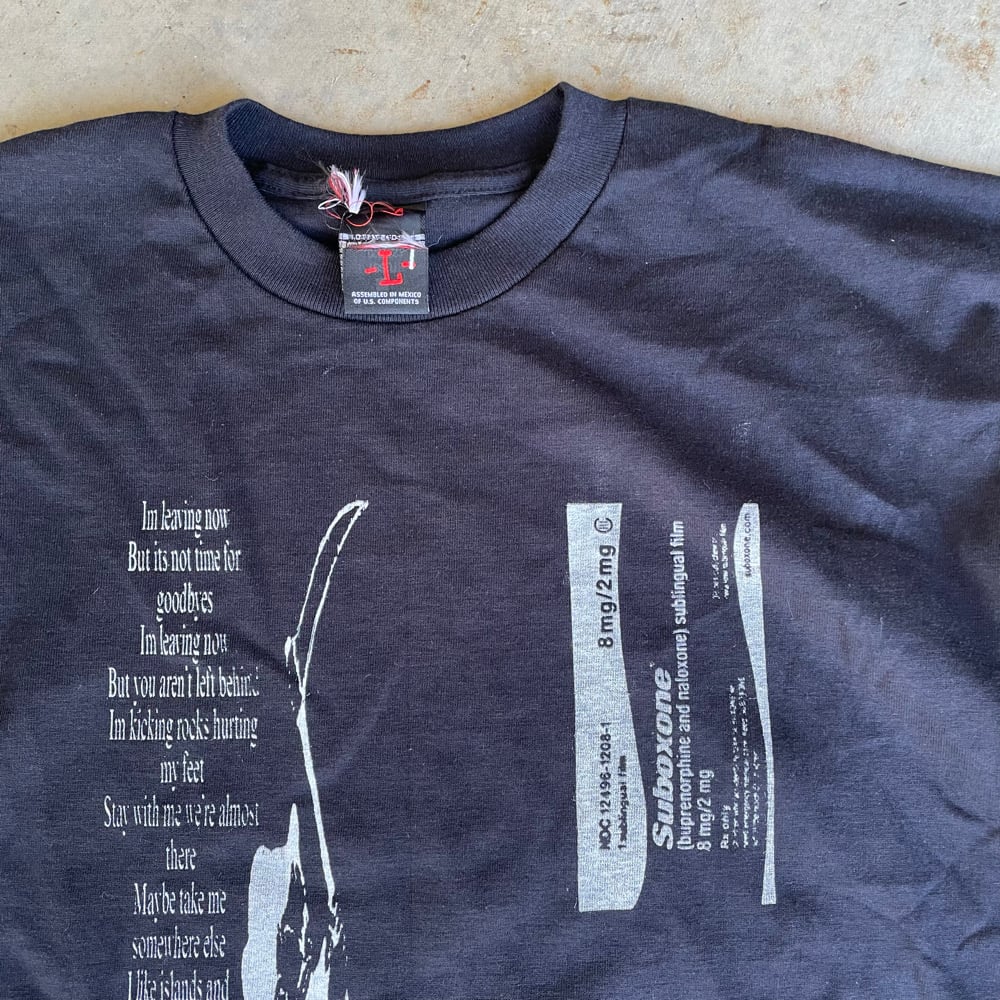 -L-
ASSEMBLED IN MEXICO
OF U.S. COMPONENTS
Im leaving now
But its not time for
goodbyes
Im leaving now
But you aren't left behind
Im kicking rocks hurting
my feet
Stay with me we're almost
there
Maybe take me
somewhere else
I like islands and
NDC 12496-1208-1
8 mg/2 mg
1 sublingual film
Suboxone
(buprenorphine and naloxone) sublingual film
8 mg/2 mg
Rx only
suboxone.com